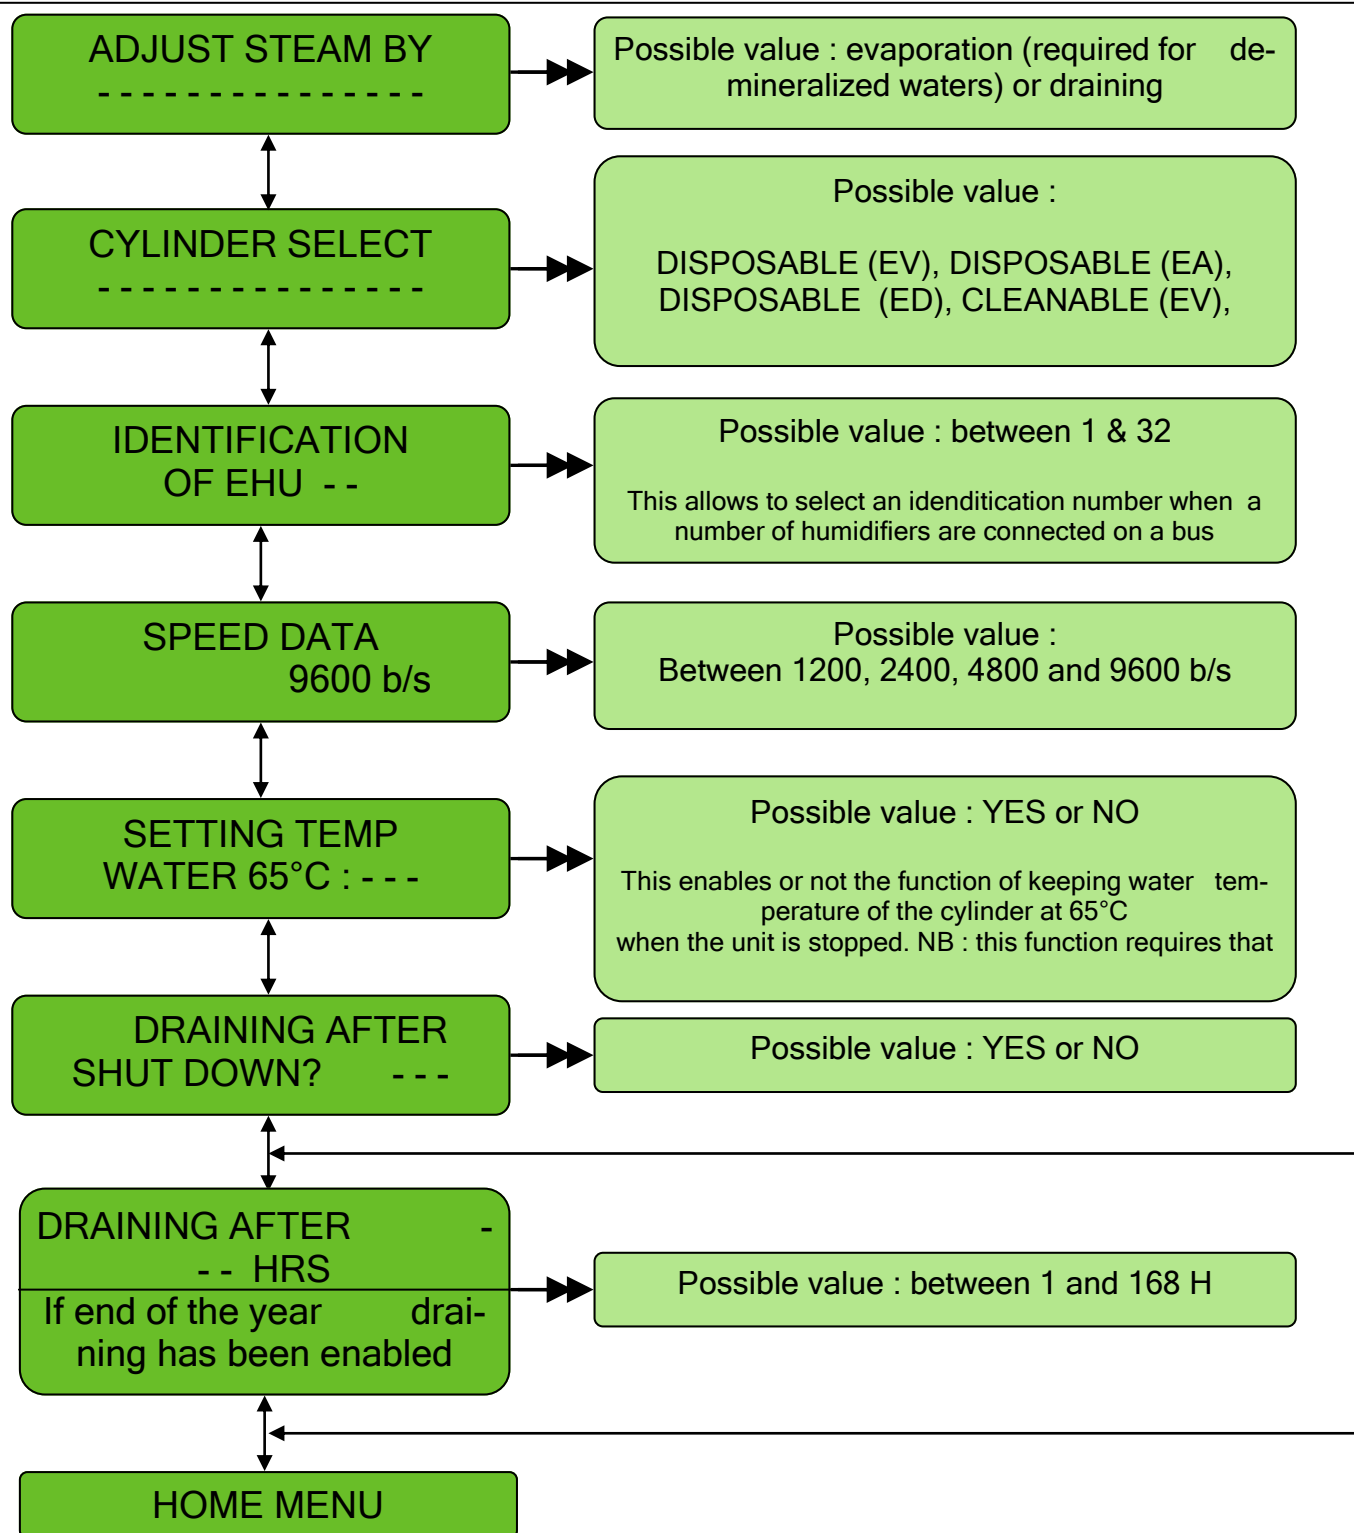 ADJUST STEAM BY
- - - - - - - - - - - - - - -
Possible value : evaporation (required for de-
mineralized waters) or draining
CYLINDER SELECT
- - - - - - - - - - - - - - -
Possible value :
DISPOSABLE (EV), DISPOSABLE (EA),
DISPOSABLE (ED), CLEANABLE (EV),
IDENTIFICATION
OF EHU - -
Possible value : between 1 & 32
This allows to select an idenditication number when a
number of humidifiers are connected on a bus
SPEED DATA
9600 b/s
Possible value :
Between 1200, 2400, 4800 and 9600 b/s
SETTING TEMP
WATER 65°C : - - -
Possible value : YES or NO
This enables or not the function of keeping water tem-
perature of the cylinder at 65°C
when the unit is stopped. NB : this function requires that
DRAINING AFTER
SHUT DOWN? - - -
Possible value : YES or NO
DRAINING AFTER -
- - HRS
If end of the year drai-
ning has been enabled
Possible value : between 1 and 168 H
HOME MENU